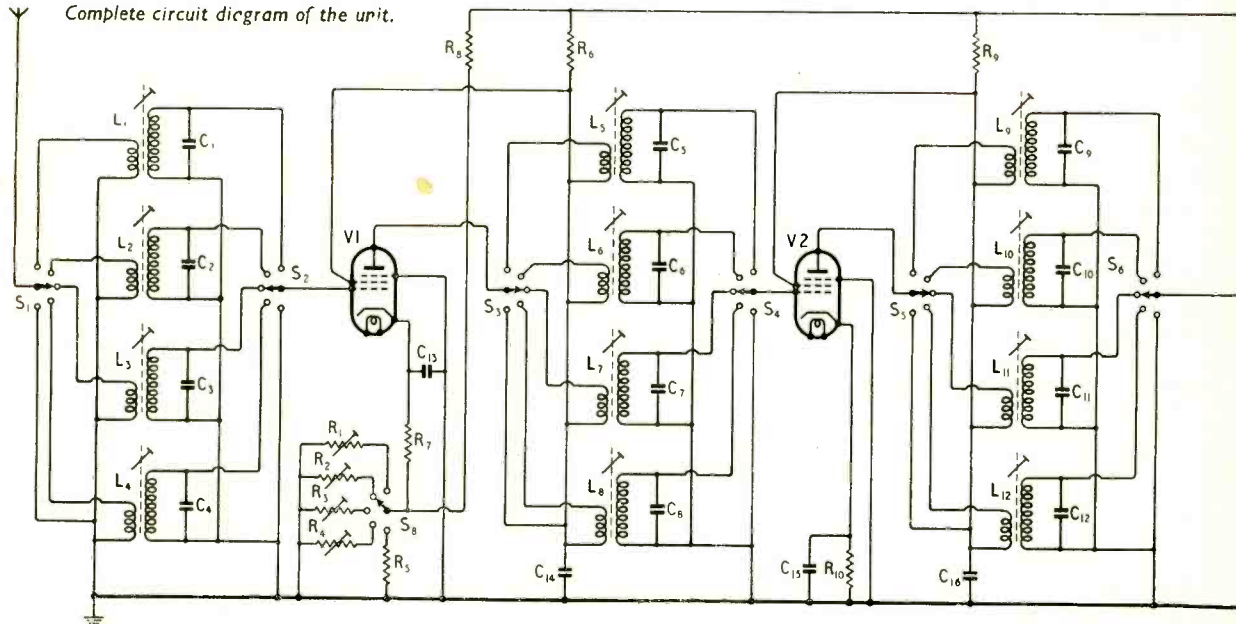 Complete circuit diagram of the unit.
R8
R6
R9
L1
C1
L5
C5
L9
C9
L2
C2
S2
V1
L6
C6
V2
L10
C10
S6
S1
S3
S4
S5
L3
C3
C13
L7
C7
L11
C11
R1
R7
R2
R3
R4
S8
L4
C4
R5
L8
C8
L12
C12
C14
C15
R10
C16